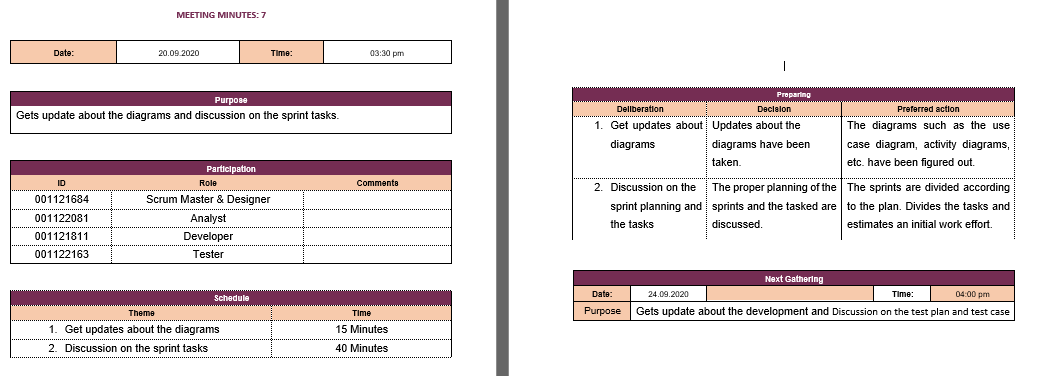 MEETING MINUTES: 7
Date: 20.09.2020 Time: 03:30 pm
Purpose
Gets update about the diagrams and discussion on the sprint tasks.
Participation
ID Role Comments
001121684 Scrum Master & Designer
001122081 Analyst
001121811 Developer
001122163 Tester
Schedule
Theme Time
1. Get updates about the diagrams 15 Minutes
2. Discussion on the sprint tasks 40 Minutes
Preparing
Deliberation Decision Preferred action
1. Get updates about
diagrams
Updates about the
diagrams have been
taken.
The diagrams such as the use
case diagram, activity diagrams,
etc. have been figured out.
2. Discussion on the
sprint planning and
the tasks
The proper planning of the
sprints and the tasked are
discussed.
The sprints are divided according
to the plan. Divides the tasks and
estimates an initial work effort.
Next Gathering
Date: 24.09.2020 Time: 04:00 pm
Purpose Gets update about the development and Discussion on the test plan and test case